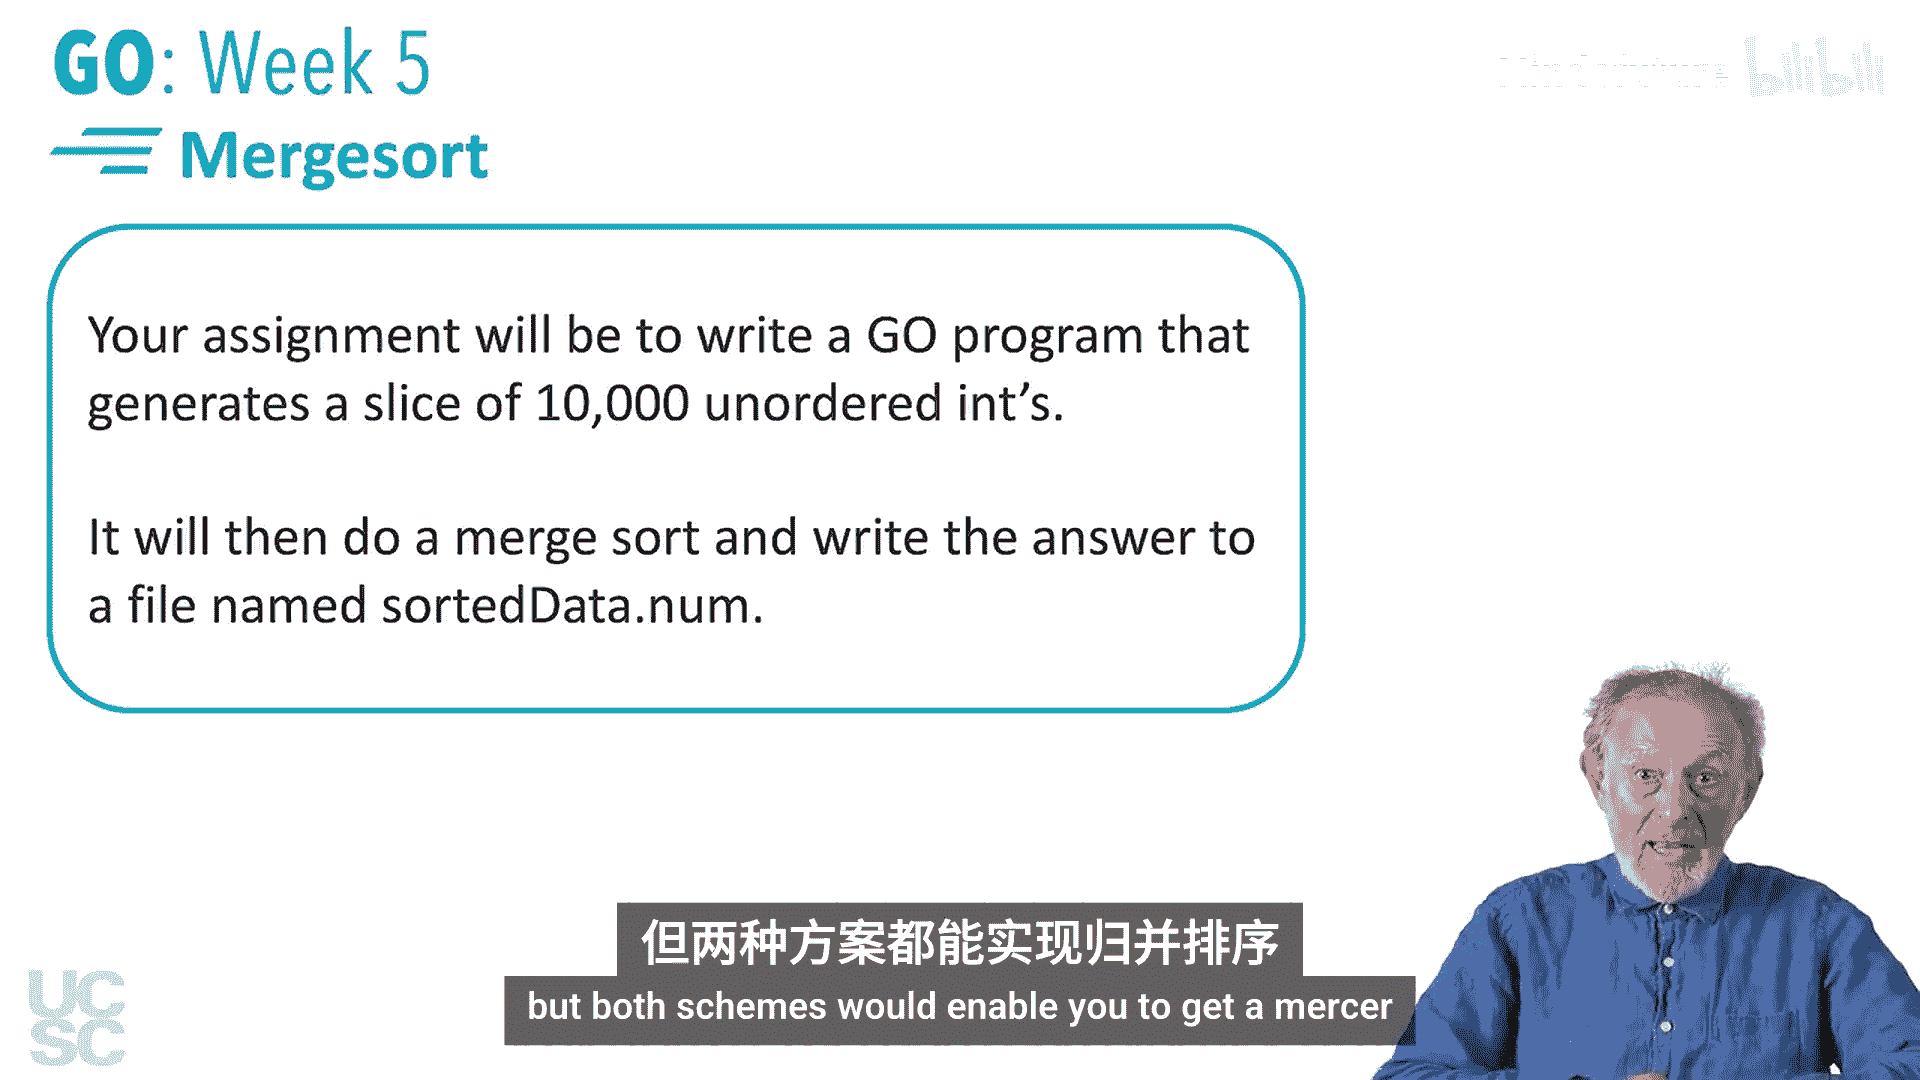 GO: Week 5
Mergesort
bilibili
Your assignment will be to write a GO program that
generates a slice of 10,000 unordered int’s.
It will then do a merge sort and write the answer to
a file named sortedData.num.
但两种方案都能实现归并排序
but both schemes would enable you to get a mercer
UC
SC